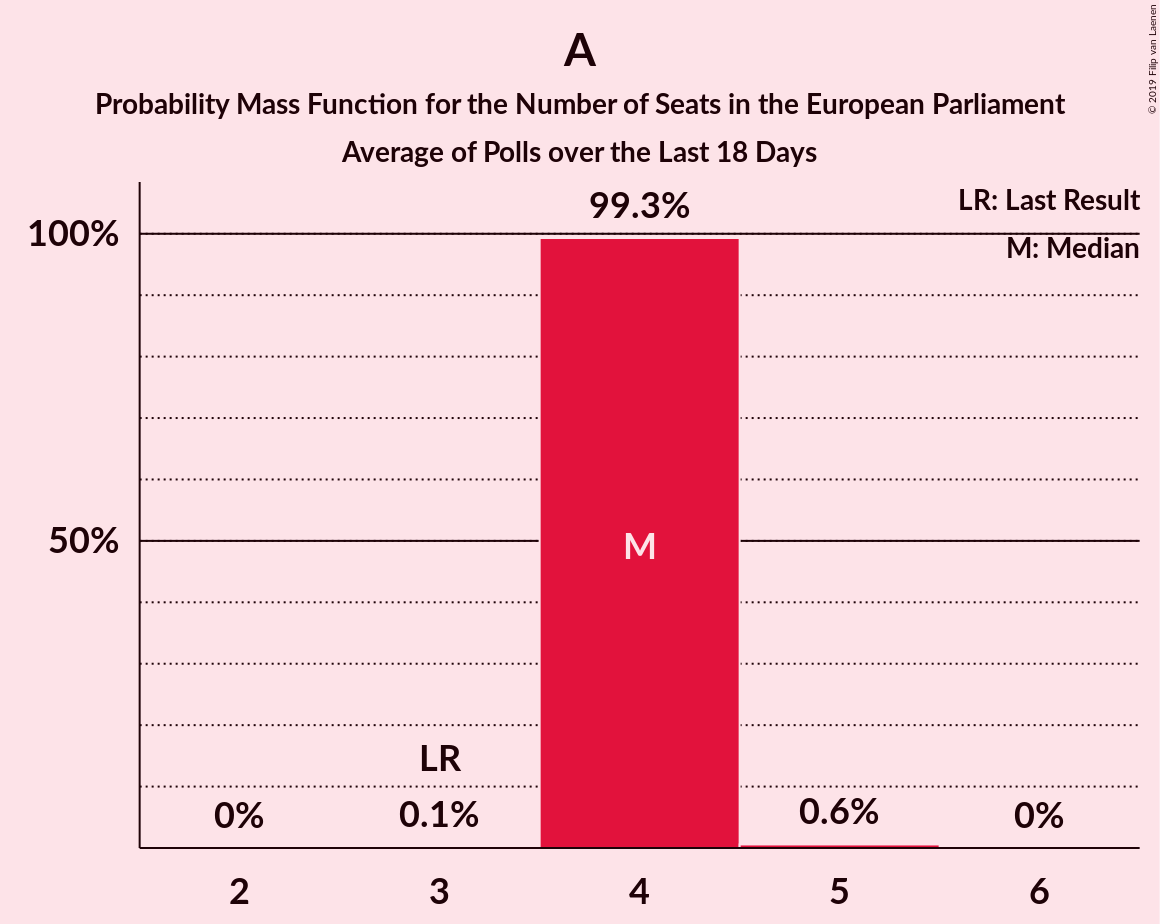 A
Probability Mass Function for the Number of Seats in the European Parliament
Average of Polls over the Last 18 Days
© 2019 Filip van Laenen
LR: Last Result
M: Median
99.3%
100%
50%
M
LR
0%
0.1%
0.6%
0%
2
3
4
5
6